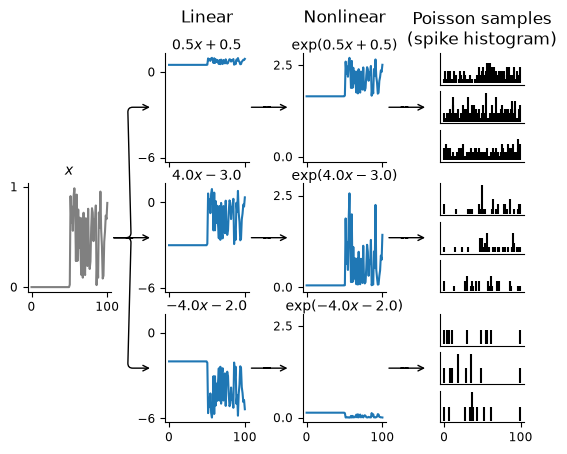 Linear
Nonlinear
Poisson samples
(spike histogram)
0.5x + 0.5
exp(0.5x + 0.5)
0
−6
2.5
0.0
x
1
0
0
100
4.0x − 3.0
exp(4.0x − 3.0)
0
−6
2.5
0.0
−4.0x − 2.0
exp(−4.0x − 2.0)
0
−6
0
100
2.5
0.0
0
100
0
100